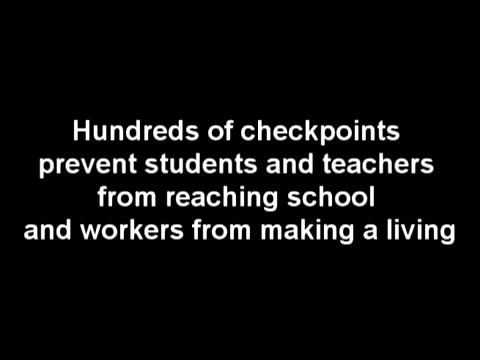 Hundreds of checkpoints
prevent students and teachers
from reaching school
and workers from making a living